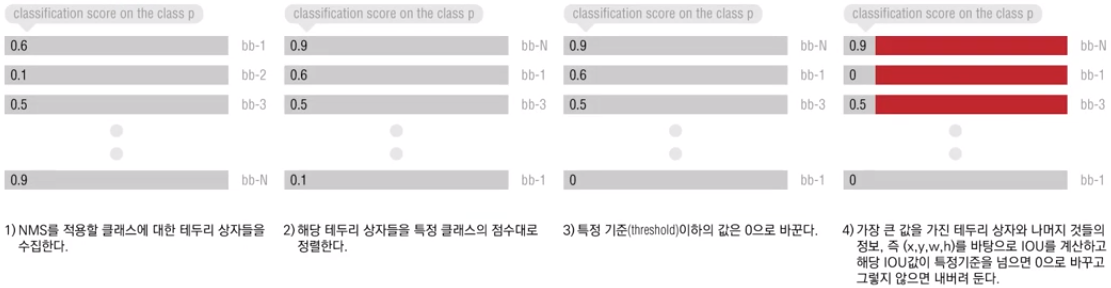 classification score on the class p
0.6 bb-1
0.1 bb-2
0.5 bb-3
0.9 bb-N
1) NMS를 적용할 클래스에 대한 테두리 상자들을
수집한다.
classification score on the class p
0.9 bb-N
0.6 bb-1
0.5 bb-3
0.1 bb-1
2) 해당 테두리 상자들을 특정 클래스의 점수대로
정렬한다.
classification score on the class p
0.9 bb-N
0.6 bb-1
0.5 bb-3
0 bb-1
3) 특정 기준(threshold)이하의 값은 0으로 바꾼다.
classification score on the class p
0.9 bb-N
0 bb-1
0.5 bb-3
0 bb-1
4) 가장 큰 값을 가진 테두리 상자와 나머지 것들의
정보, 즉 (x,y,w,h)를 바탕으로 IOU를 계산하고
해당 IOU값이 특정기준을 넘으면 0으로 바꾸고
그렇지 않으면 내버려 둔다.